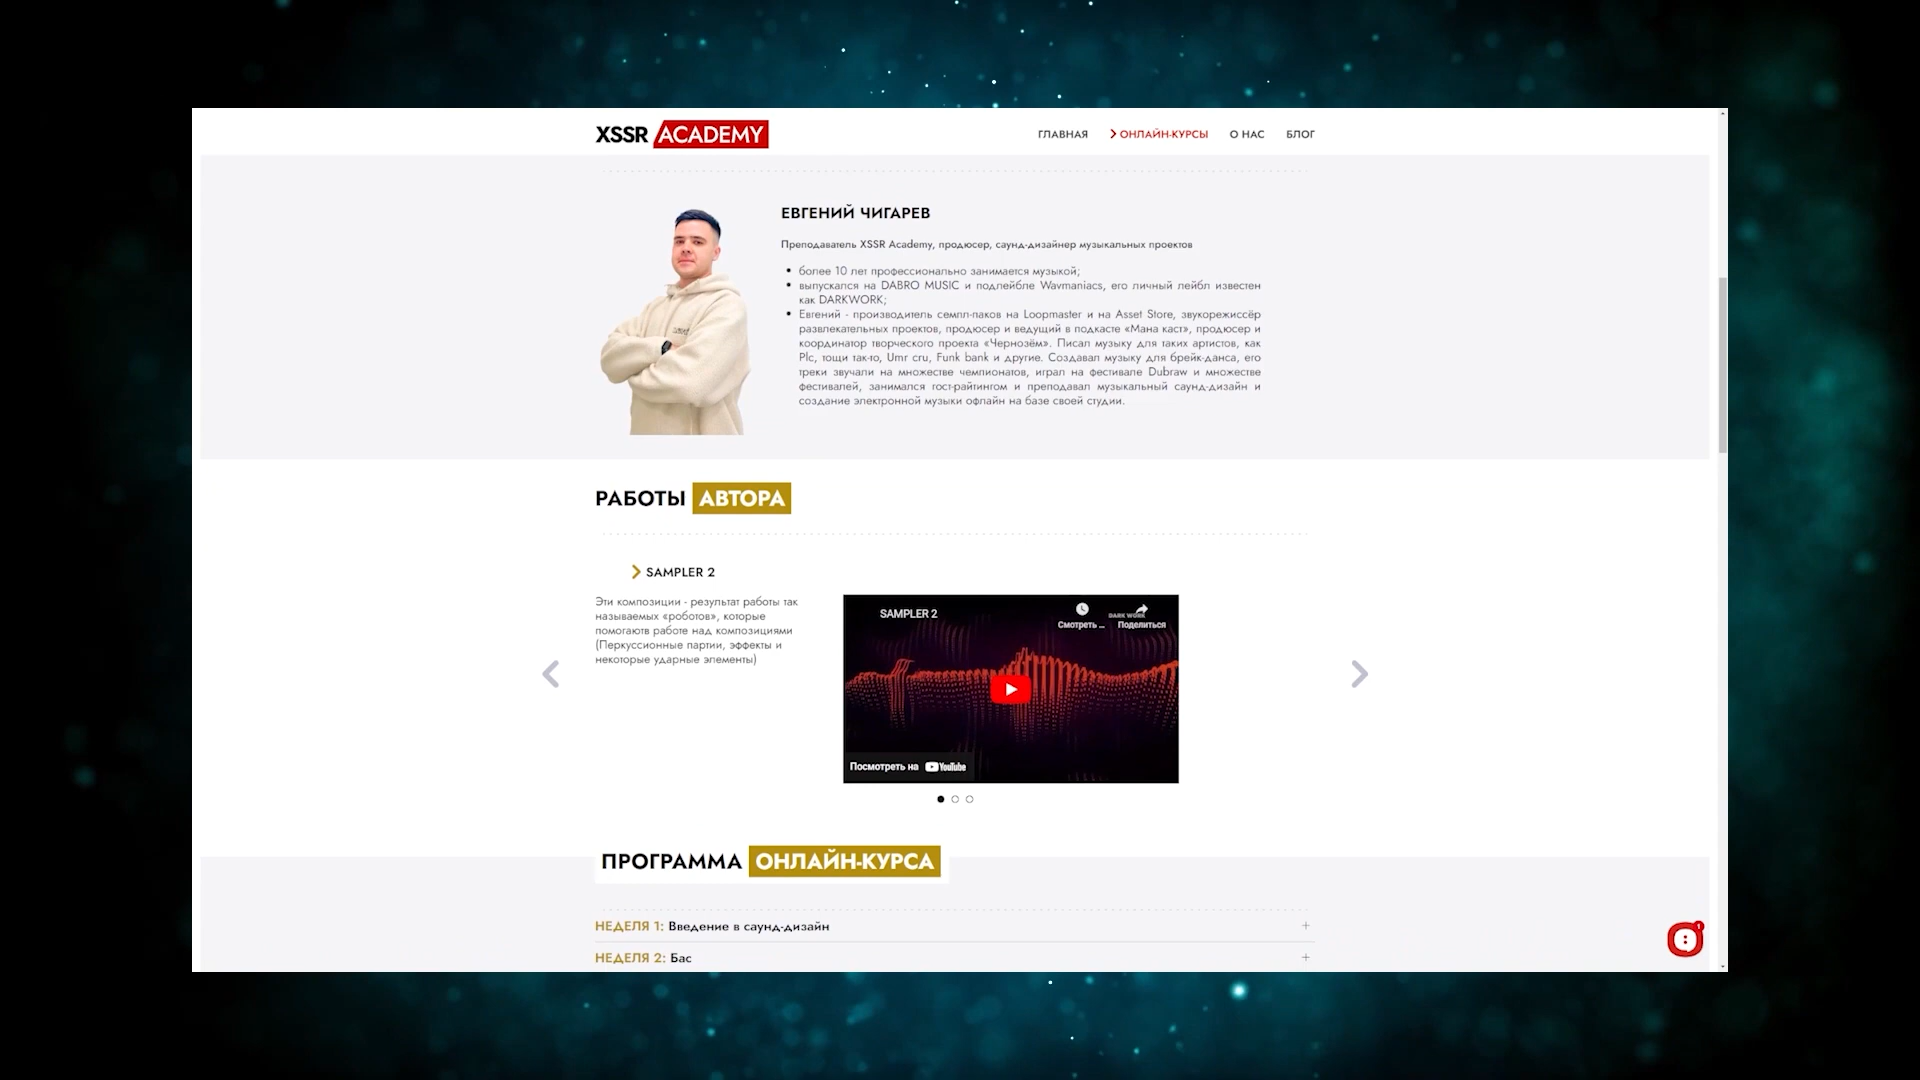 XSSR ACADEMY
ГЛАВНАЯ ОНЛАЙН-КУРСЫ О НАС БЛОГ
ЕВГЕНИЙ ЧИГАРЕВ
Преподаватель XSSR Academy, продюсер, саунд-дизайнер музыкальных проектов
более 10 лет профессионально занимается музыкой;
выпускался на DABRO MUSIC и подлейбле Wavmaniacs, его личный лейбл известен
как DARKWORK;
Евгений - производитель семпл-паков на Loopmaster и на Asset Store, звукорежиссёр
развлекательных проектов, продюсер и ведущий в подкасте «Мана каст», продюсер и
координатор творческого проекта «Чернозём». Писал музыку для таких артистов, как
Plc, тощи так-то, Umr cru, Funk bank и другие. Создавал музыку для брейк-данса, его
треки звучали на множестве чемпионатов, играл на фестивале Dubraw и множестве
фестивалей, занимался гост-райтингом и преподавал музыкальный саунд-дизайн и
создание электронной музыки офлайн на базе своей студии.
РАБОТЫ АВТОРА
SAMPLER 2
Эти композиции - результат работы так
называемых «роботов», которые
помогаютв работе над композициями
(Перкуссионные партии, эффекты и
некоторые ударные элементы)
SAMPLER 2
DARK WORK
Смотреть ... Поделиться
Посмотреть на YouTube
ПРОГРАММА ОНЛАЙН-КУРСА
НЕДЕЛЯ 1: Введение в саунд-дизайн
НЕДЕЛЯ 2: Бас
1